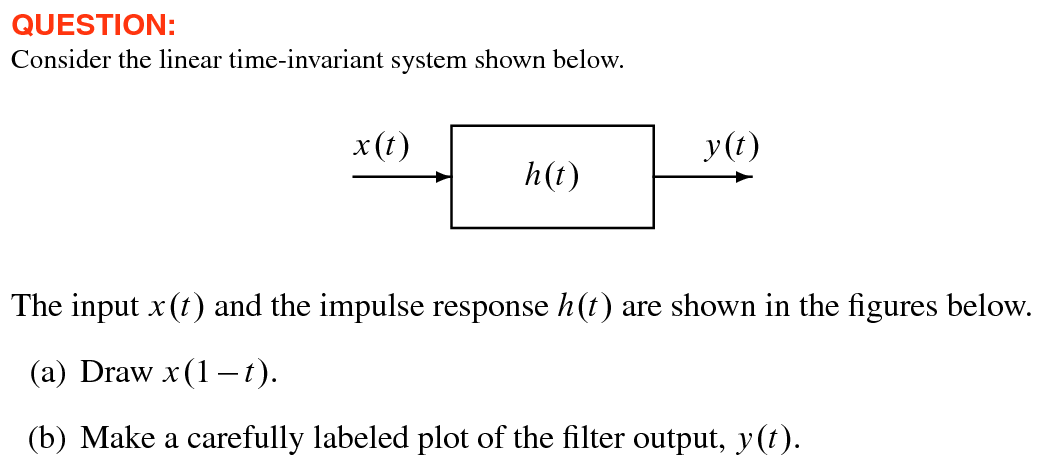 QUESTION:
Consider the linear time-invariant system shown below.
x(t)
h(t)
y(t)
The input x(t) and the impulse response h(t) are shown in the figures below.
(a) Draw x(1−t).
(b) Make a carefully labeled plot of the filter output, y(t).